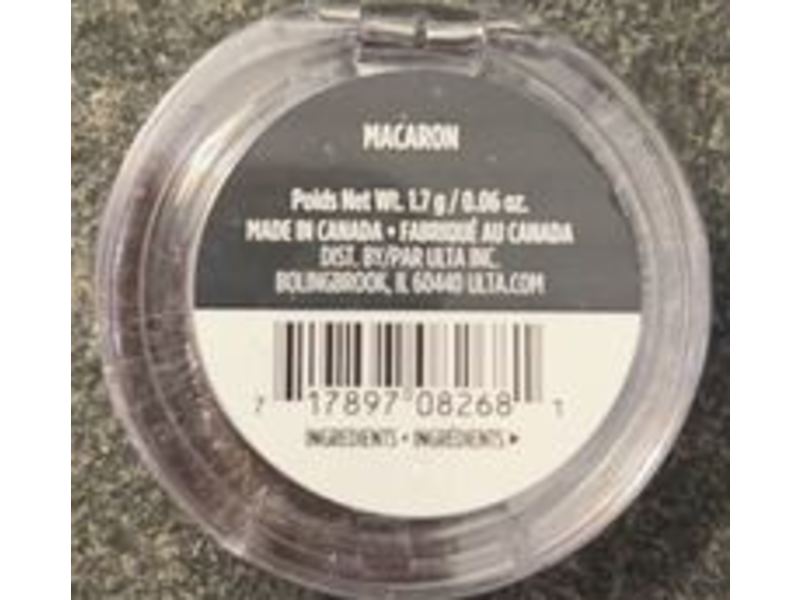 MACARON
Poids Net Wt. 1.7 g / 0.06 oz.
MADE IN CANADA • FABRIQUÉ AU CANADA
DIST. BY/PAR ULTA INC.
BOLINGBROOK, IL 60440 ULTA.COM
7 17897 08268 1
INGREDIENTS • INGRÉDIENTS ▶